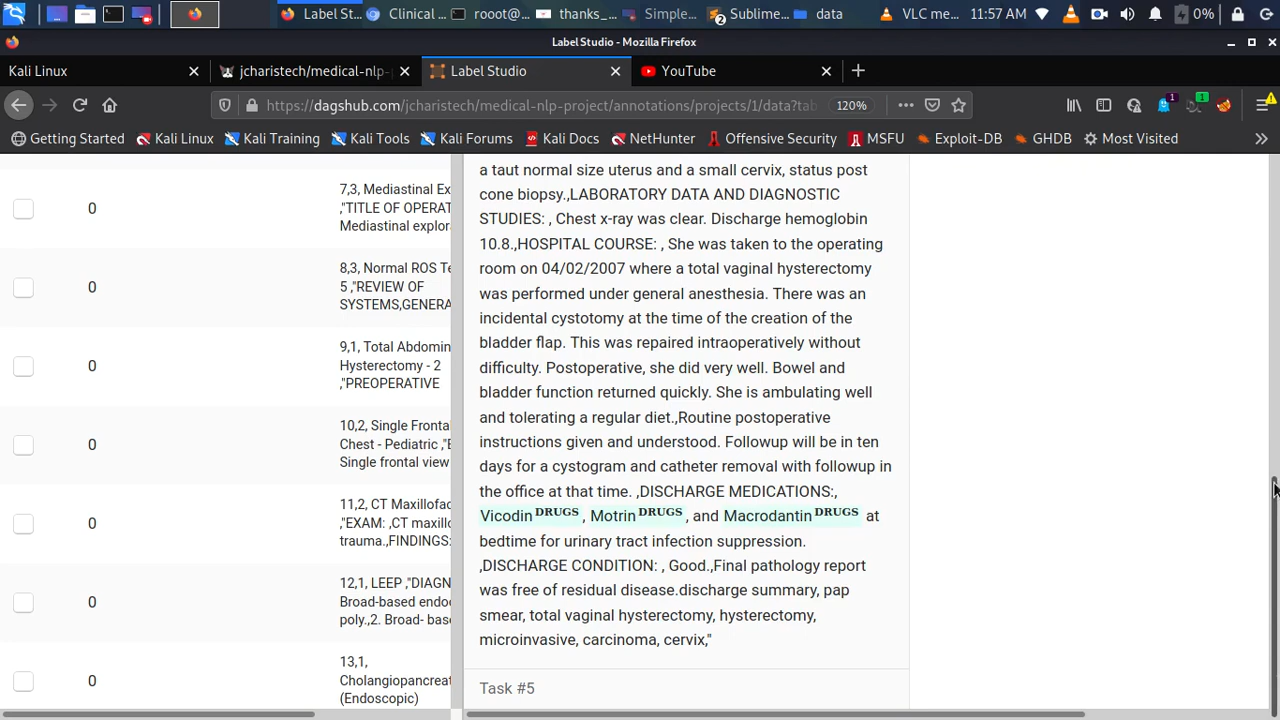 Label St...
Clinical ...
rooot@...
thanks_...
Simple...
2
Sublime...
data
VLC me...
11:57 AM
0%
Label Studio - Mozilla Firefox
Kali Linux
jcharistech/medical-nlp-
Label Studio
YouTube
https://dagshub.com/jcharistech/medical-nlp-project/annotations/projects/1/data?tab
120%
1
1
Getting Started
Kali Linux
Kali Training
Kali Tools
Kali Forums
Kali Docs
NetHunter
Offensive Security
MSFU
Exploit-DB
GHDB
Most Visited
0
7,3, Mediastinal Ex
,"TITLE OF OPERAT
Mediastinal explora
0
8,3, Normal ROS Te
5 ,"REVIEW OF
SYSTEMS,GENERA
0
9,1, Total Abdomin
Hysterectomy - 2
,"PREOPERATIVE
0
10,2, Single Frontal
Chest - Pediatric ,"E
Single frontal view
0
11,2, CT Maxillofac
,"EXAM: ,CT maxillo
trauma.,FINDINGS:
0
12,1, LEEP ,"DIAGN
Broad-based endo
poly.,2. Broad- base
0
13,1,
Cholangiopancreat
(Endoscopic)
a taut normal size uterus and a small cervix, status post
cone biopsy.,LABORATORY DATA AND DIAGNOSTIC
STUDIES: , Chest x-ray was clear. Discharge hemoglobin
10.8.,HOSPITAL COURSE: , She was taken to the operating
room on 04/02/2007 where a total vaginal hysterectomy
was performed under general anesthesia. There was an
incidental cystotomy at the time of the creation of the
bladder flap. This was repaired intraoperatively without
difficulty. Postoperative, she did very well. Bowel and
bladder function returned quickly. She is ambulating well
and tolerating a regular diet.,Routine postoperative
instructions given and understood. Followup will be in ten
days for a cystogram and catheter removal with followup in
the office at that time. ,DISCHARGE MEDICATIONS:,
Vicodin DRUGS , Motrin DRUGS , and Macrodantin DRUGS at
bedtime for urinary tract infection suppression.
,DISCHARGE CONDITION: , Good.,Final pathology report
was free of residual disease.discharge summary, pap
smear, total vaginal hysterectomy, hysterectomy,
microinvasive, carcinoma, cervix,"
Task #5